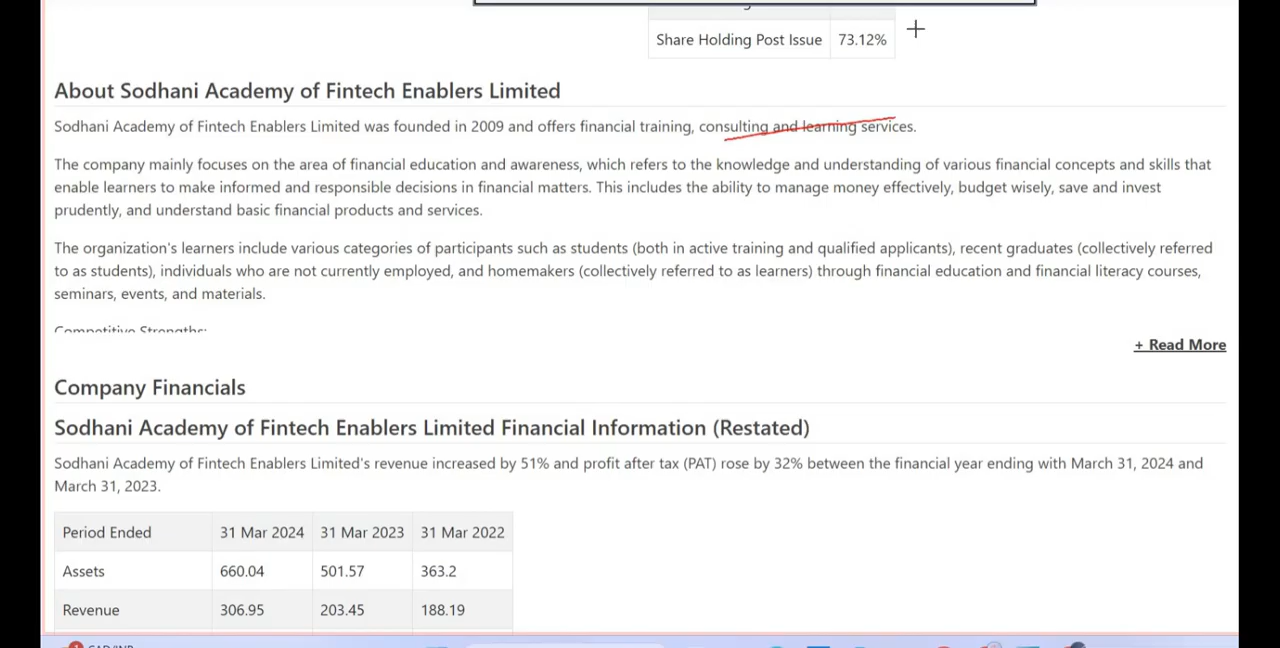 Share Holding Post Issue 73.12%
About Sodhani Academy of Fintech Enablers Limited
Sodhani Academy of Fintech Enablers Limited was founded in 2009 and offers financial training, consulting and learning services.
The company mainly focuses on the area of financial education and awareness, which refers to the knowledge and understanding of various financial concepts and skills that
enable learners to make informed and responsible decisions in financial matters. This includes the ability to manage money effectively, budget wisely, save and invest
prudently, and understand basic financial products and services.
The organization's learners include various categories of participants such as students (both in active training and qualified applicants), recent graduates (collectively referred
to as students), individuals who are not currently employed, and homemakers (collectively referred to as learners) through financial education and financial literacy courses,
seminars, events, and materials.
Competitive Strengths:
+ Read More
Company Financials
Sodhani Academy of Fintech Enablers Limited Financial Information (Restated)
Sodhani Academy of Fintech Enablers Limited's revenue increased by 51% and profit after tax (PAT) rose by 32% between the financial year ending with March 31, 2024 and
March 31, 2023.
Period Ended 31 Mar 2024 31 Mar 2023 31 Mar 2022
Assets 660.04 501.57 363.2
Revenue 306.95 203.45 188.19